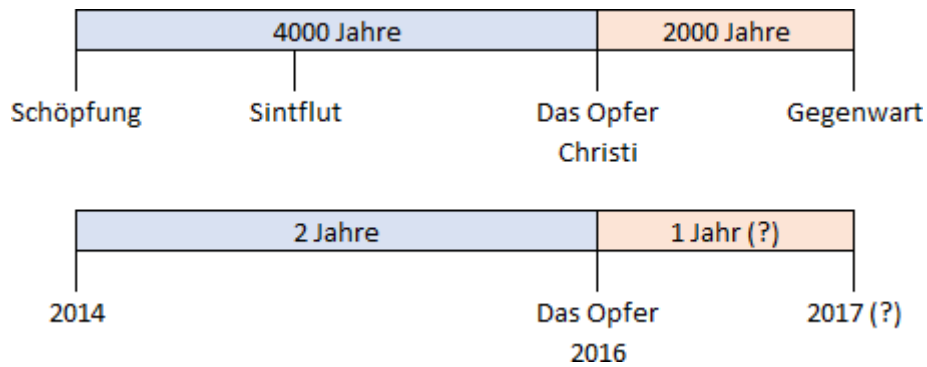 4000 Jahre 2000 Jahre
Schöpfung Sintflut Das Opfer Gegenwart
Christi
2 Jahre 1 Jahr (?)
2014 Das Opfer 2017 (?)
2016